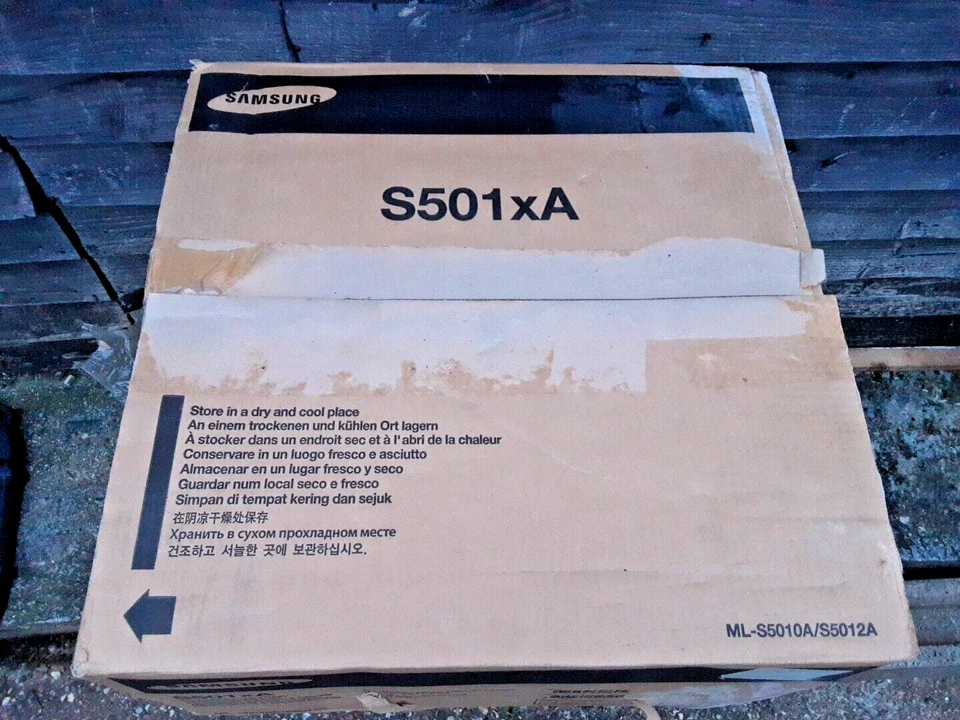 SAMSUNG
S501xA
Store in a dry and cool place
An einem trockenen und kühlen Ort lagern
À stocker dans un endroit sec et à l'abri de la chaleur
Conservare in un luogo fresco e asciutto
Almacenar en un lugar fresco y seco
Guardar num local seco e fresco
Simpan di tempat kering dan sejuk
在阴凉干燥处保存
Хранить в сухом прохладном месте
건조하고 서늘한 곳에 보관하십시오.
ML-S5010A/S5012A
SAMSUNG